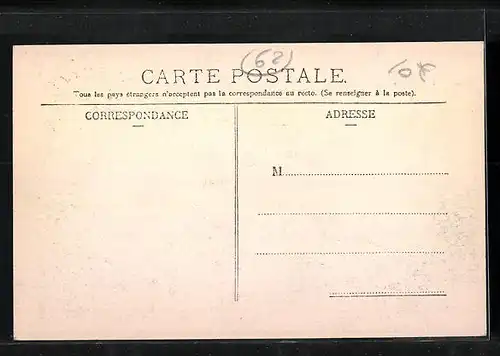 (62)
CARTE POSTALE.
Tous les pays étrangers n'acceptent pas la correspondance au recto. (Se renseigner à la poste).
CORRESPONDANCE
ADRESSE
M